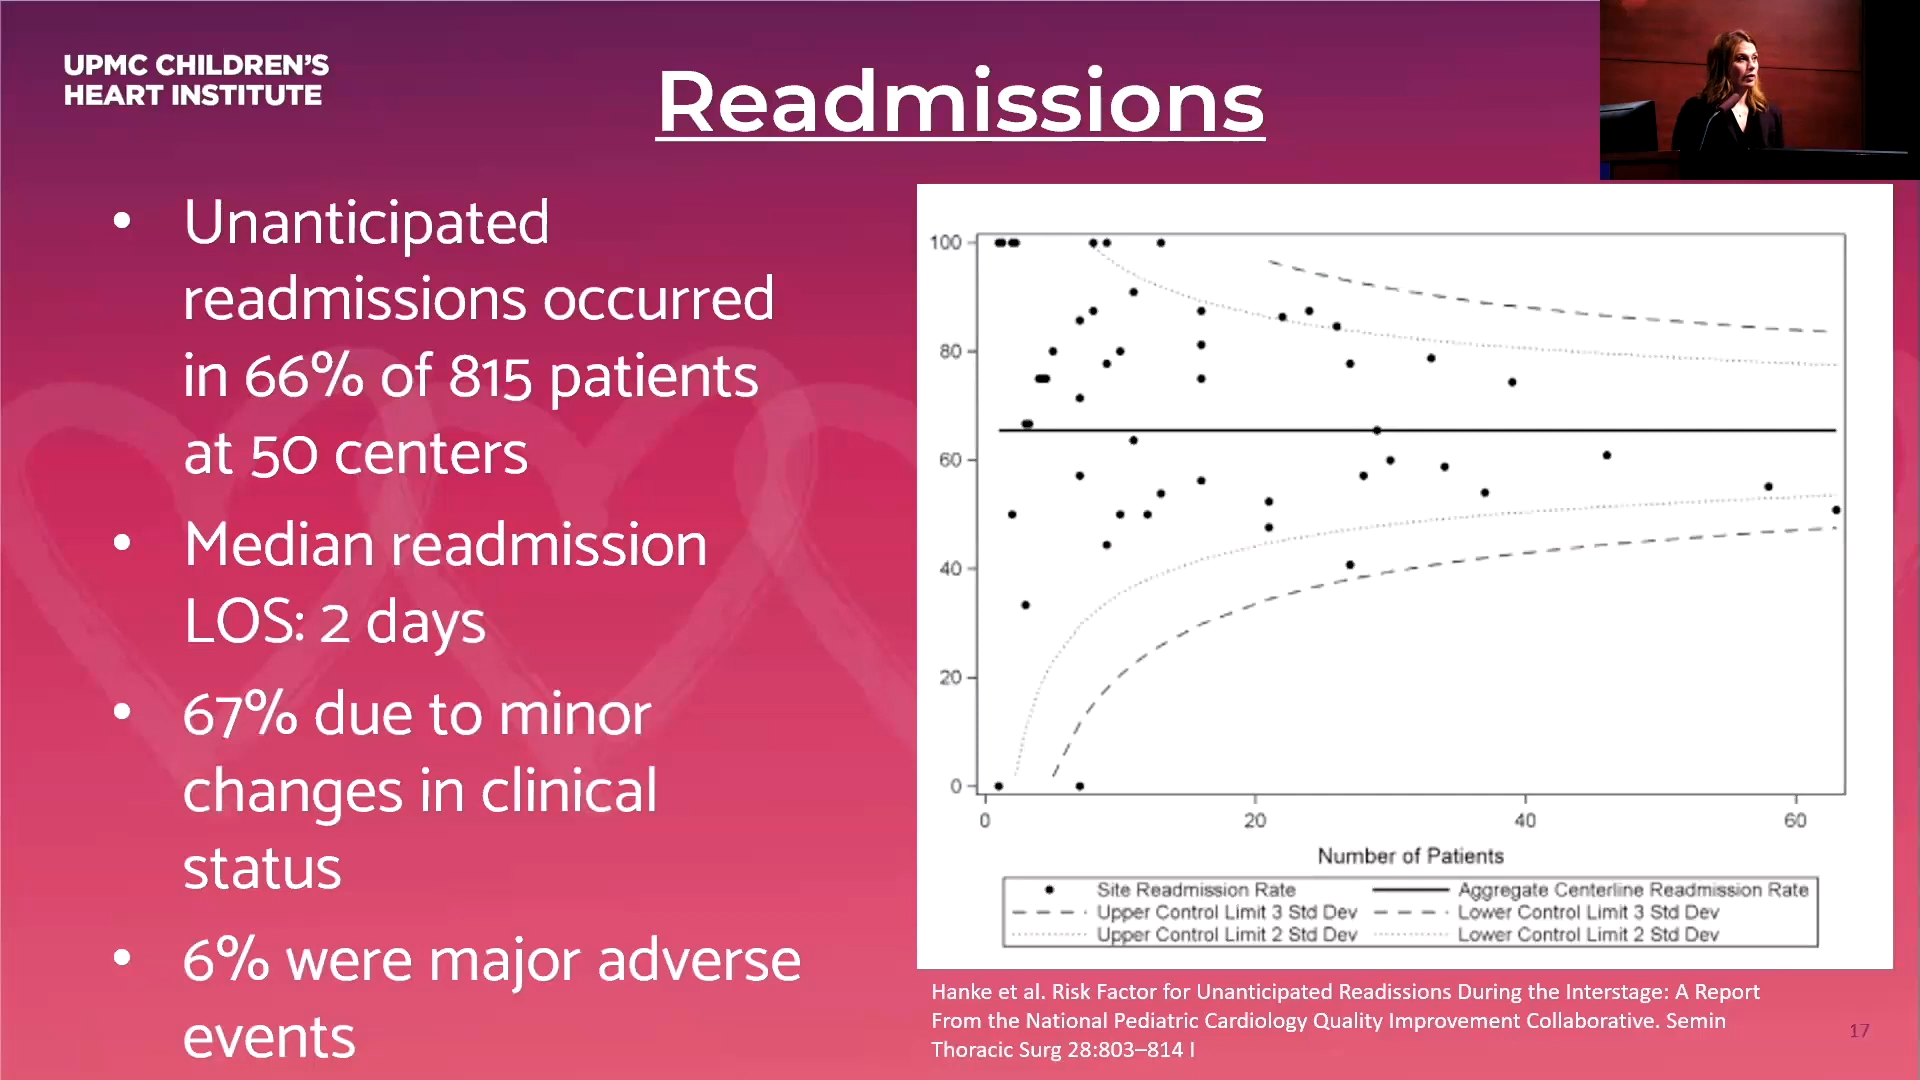 UPMC CHILDREN'S
HEART INSTITUTE
Readmissions
• Unanticipated
readmissions occurred
in 66% of 815 patients
at 50 centers
• Median readmission
LOS: 2 days
• 67% due to minor
changes in clinical
status
• 6% were major adverse
events
100
80
60
40
20
0
0 20 40 60
Number of Patients
Site Readmission Rate
Aggregate Centerline Readmission Rate
Upper Control Limit 3 Std Dev
Lower Control Limit 3 Std Dev
Upper Control Limit 2 Std Dev
Lower Control Limit 2 Std Dev
Hanke et al. Risk Factor for Unanticipated Readissions During the Interstage: A Report
From the National Pediatric Cardiology Quality Improvement Collaborative. Semin
Thoracic Surg 28:803–814 I
17